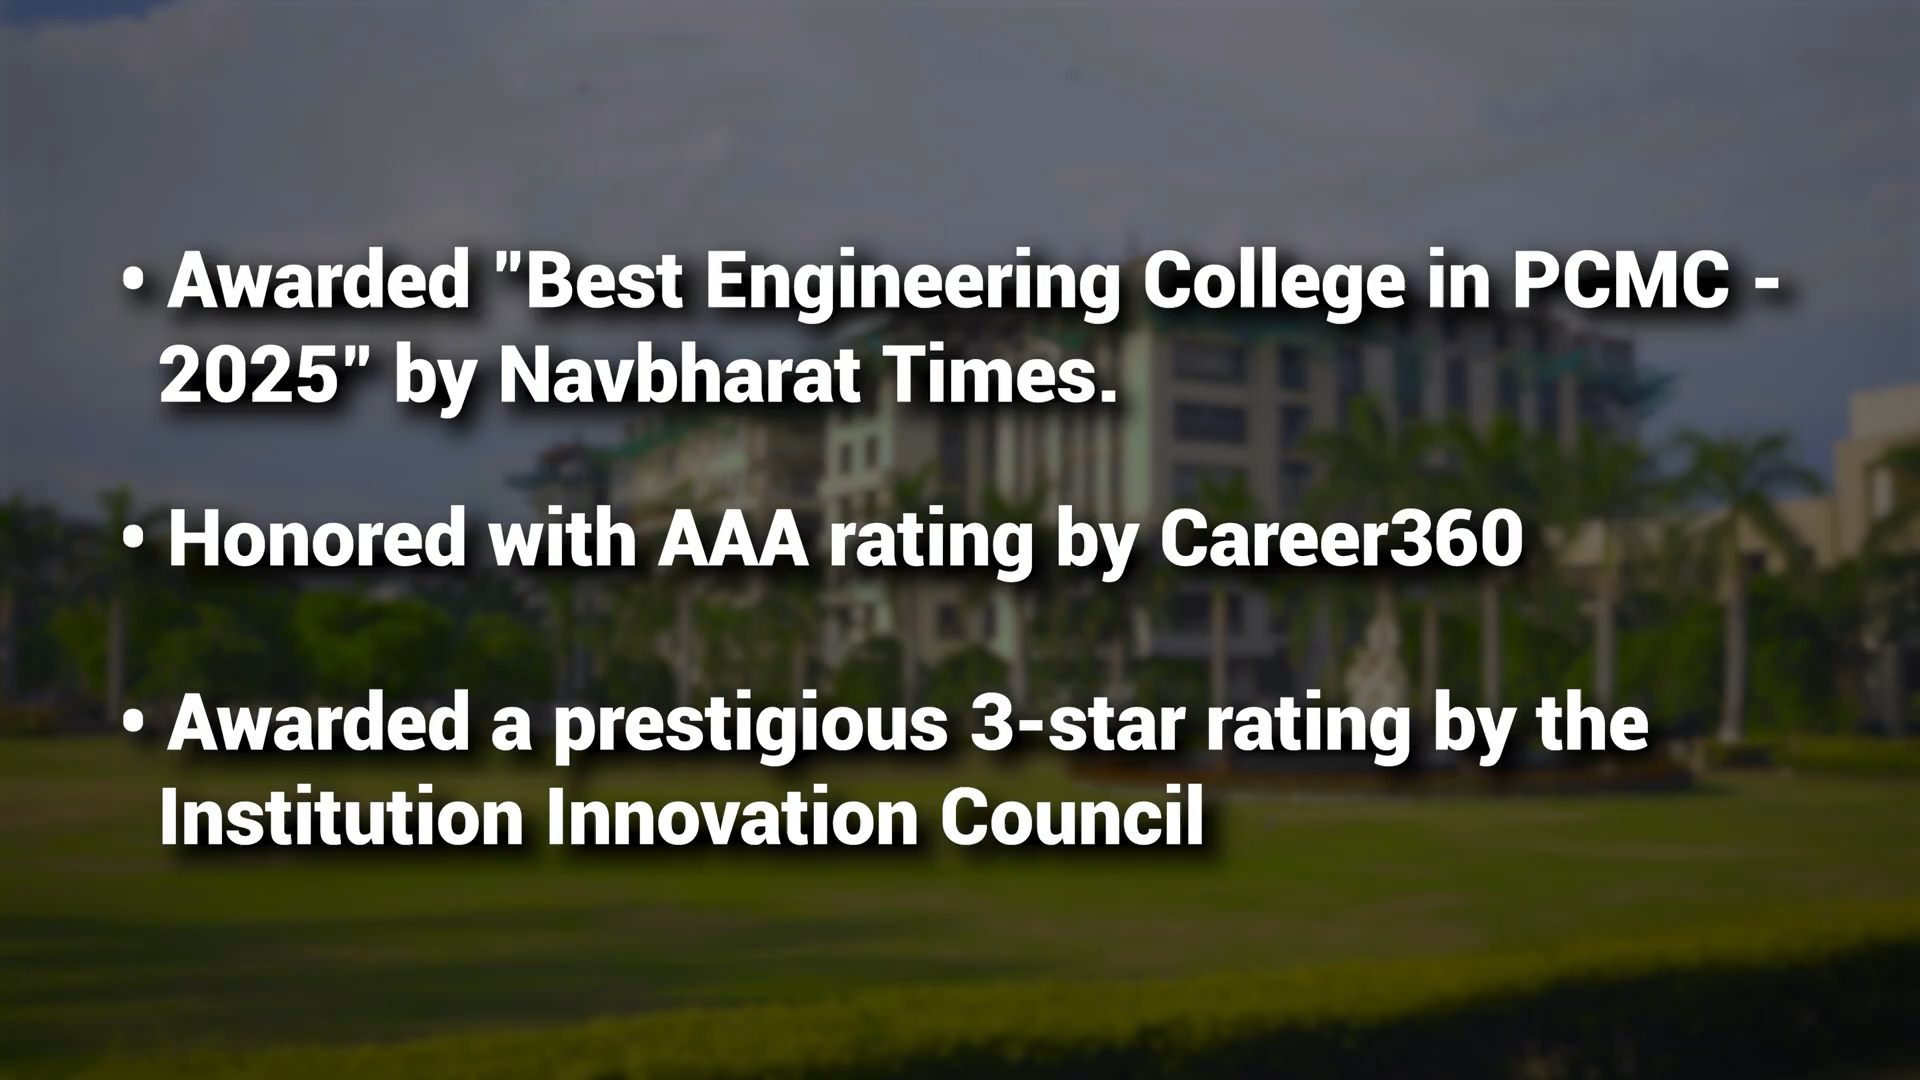 • Awarded "Best Engineering College in PCMC -
2025" by Navbharat Times.
• Honored with AAA rating by Career360
• Awarded a prestigious 3-star rating by the
Institution Innovation Council